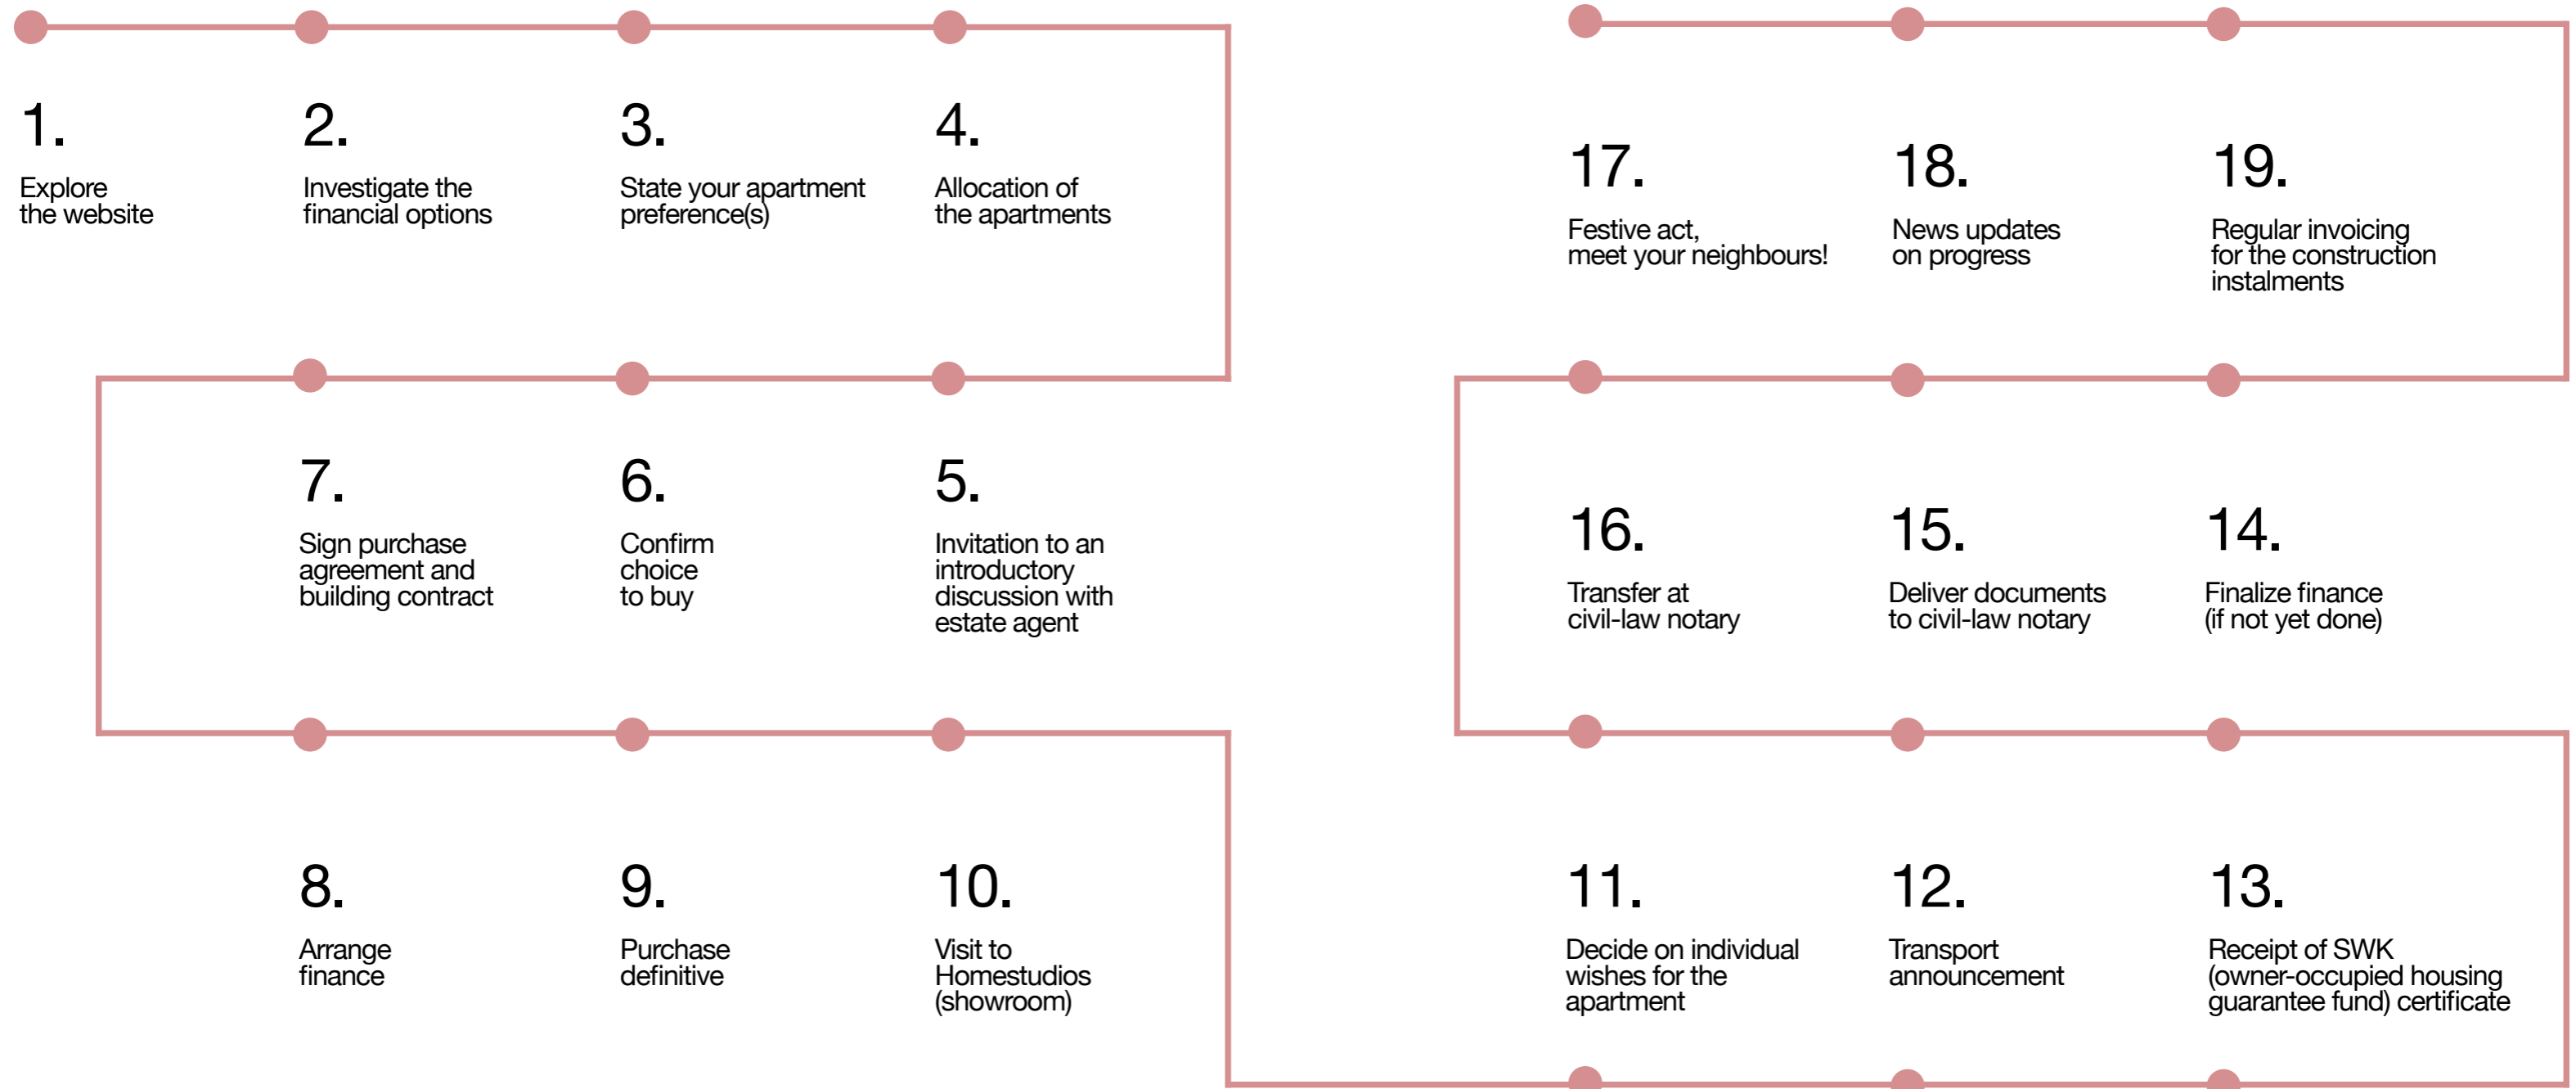 1.
Explore
the website
2.
Investigate the
financial options
3.
State your apartment
preference(s)
4.
Allocation of
the apartments
5.
Invitation to an
introductory
discussion with
estate agent
6.
Confirm
choice
to buy
7.
Sign purchase
agreement and
building contract
8.
Arrange
finance
9.
Purchase
definitive
10.
Visit to
Homestudios
(showroom)
11.
Decide on individual
wishes for the
apartment
12.
Transport
announcement
13.
Receipt of SWK
(owner-occupied housing
guarantee fund) certificate
14.
Finalize finance
(if not yet done)
15.
Deliver documents
to civil-law notary
16.
Transfer at
civil-law notary
17.
Festive act,
meet your neighbours!
18.
News updates
on progress
19.
Regular invoicing
for the construction
instalments